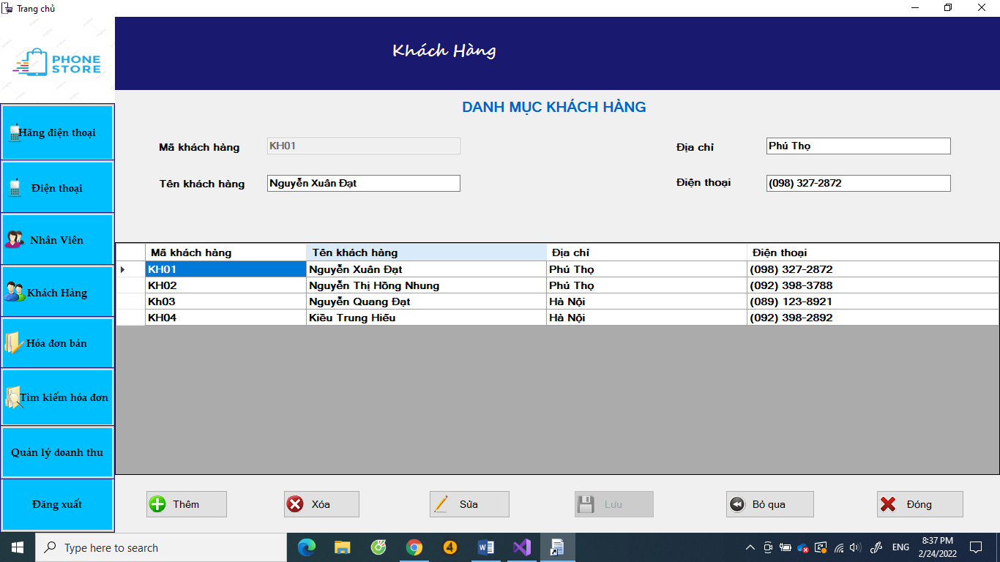 Trang chủ
PHONE
STORE
Khách Hàng
Hãng điện thoại
Điện thoại
Nhân Viên
Khách Hàng
Hóa đơn bán
Tìm kiếm hóa đơn
Quản lý doanh thu
Đăng xuất
DANH MỤC KHÁCH HÀNG
Mã khách hàng KH01 Địa chỉ Phú Thọ
Tên khách hàng Nguyễn Xuân Đạt Điện thoại (098) 327-2872
Mã khách hàng Tên khách hàng Địa chỉ Điện thoại
KH01 Nguyễn Xuân Đạt Phú Thọ (098) 327-2872
KH02 Nguyễn Thị Hồng Nhung Phú Thọ (092) 398-3788
Kh03 Nguyễn Quang Đạt Hà Nội (089) 123-8921
KH04 Kiều Trung Hiếu Hà Nội (092) 398-2892
Thêm Xóa Sửa Lưu Bỏ qua Đóng
Type here to search
4
W
ENG
8:37 PM
2/24/2022